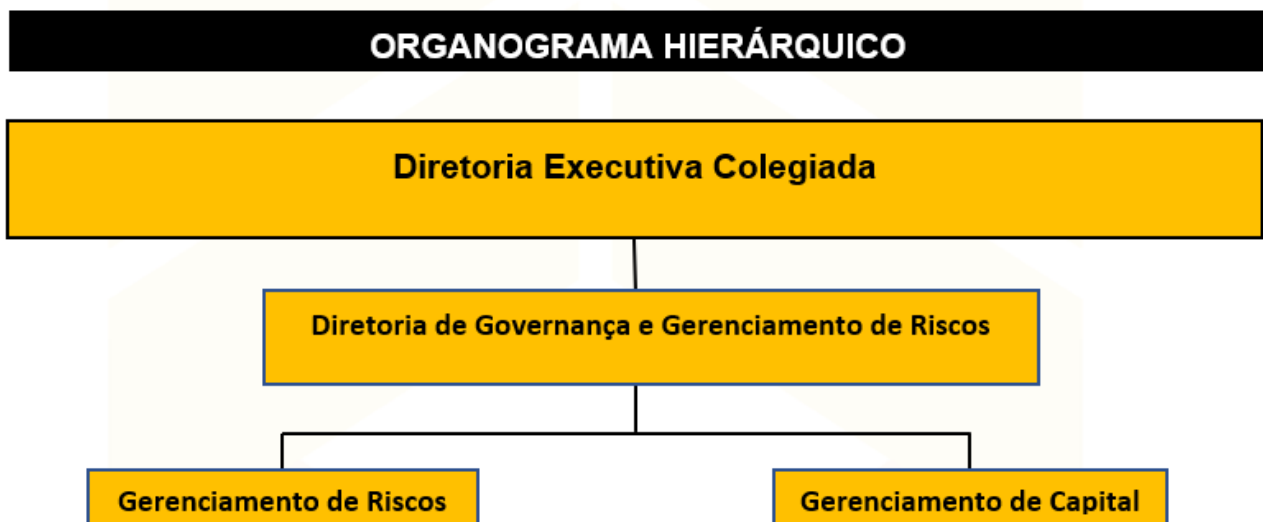 ORGANOGRAMA HIERÁRQUICO
Diretoria Executiva Colegiada
Diretoria de Governança e Gerenciamento de Riscos
Gerenciamento de Riscos
Gerenciamento de Capital